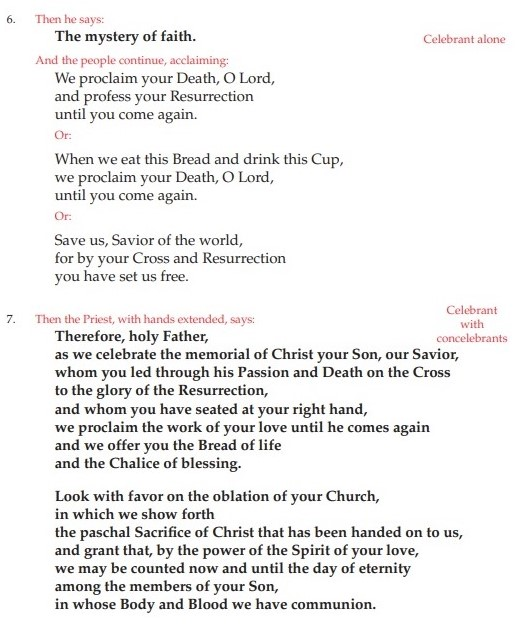 6. Then he says:
The mystery of faith.
Celebrant alone
And the people continue, acclaiming:
We proclaim your Death, O Lord,
and profess your Resurrection
until you come again.
Or:
When we eat this Bread and drink this Cup,
we proclaim your Death, O Lord,
until you come again.
Or:
Save us, Savior of the world,
for by your Cross and Resurrection
you have set us free.
7. Then the Priest, with hands extended, says:
Celebrant
with
concelebrants
Therefore, holy Father,
as we celebrate the memorial of Christ your Son, our Savior,
whom you led through his Passion and Death on the Cross
to the glory of the Resurrection,
and whom you have seated at your right hand,
we proclaim the work of your love until he comes again
and we offer you the Bread of life
and the Chalice of blessing.
Look with favor on the oblation of your Church,
in which we show forth
the paschal Sacrifice of Christ that has been handed on to us,
and grant that, by the power of the Spirit of your love,
we may be counted now and until the day of eternity
among the members of your Son,
in whose Body and Blood we have communion.